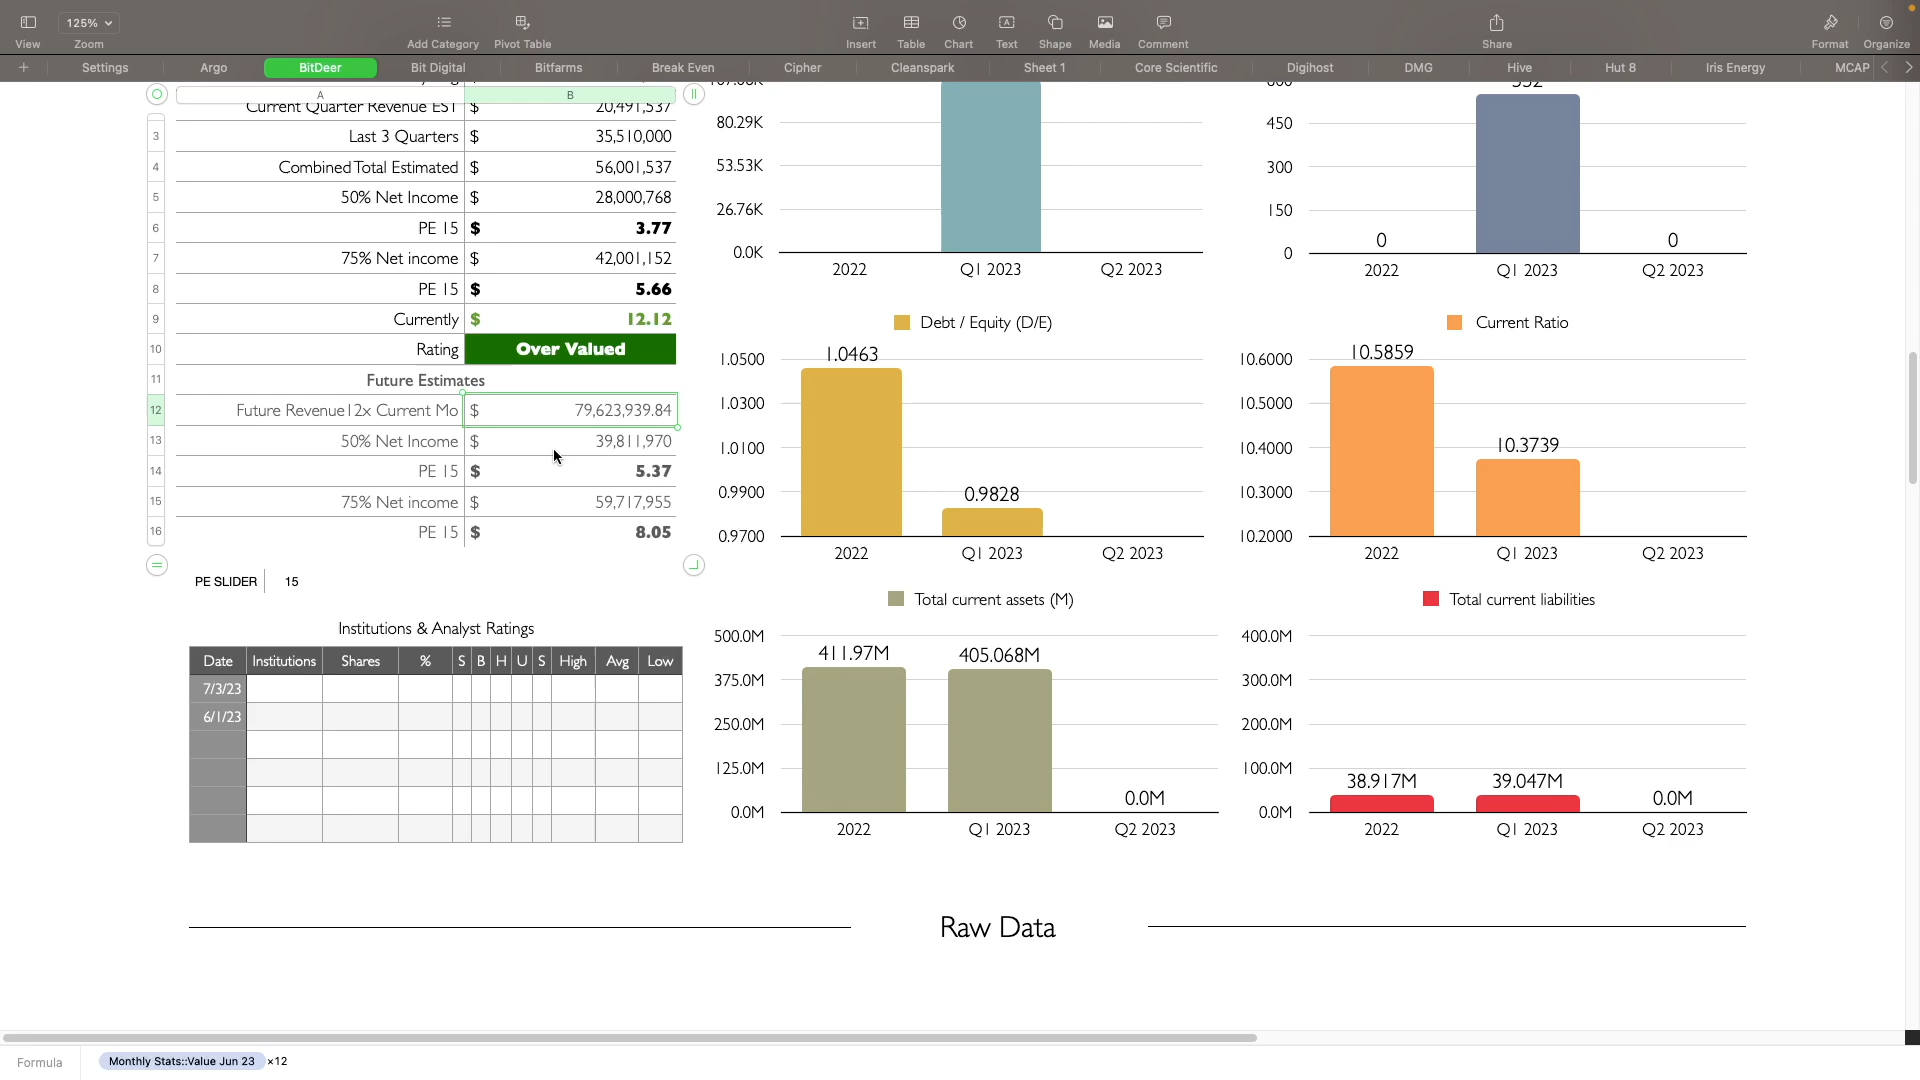 View
125%
Zoom
Add Category
Pivot Table
Insert
Table
Chart
Text
Shape
Media
Comment
Share
Format
Organize
+ Settings Argo BitDeer Bit Digital Bitfarms Break Even Cipher Cleanspark Sheet 1 Core Scientific Digihost DMG Hive Hut 8 Iris Energy MCAP
A B
Current Quarter Revenue EST $ 20,491,537
3 Last 3 Quarters $ 35,510,000
4 Combined Total Estimated $ 56,001,537
5 50% Net Income $ 28,000,768
6 PE 15 $ 3.77
7 75% Net income $ 42,001,152
8 PE 15 $ 5.66
9 Currently $ 12.12
10 Rating Over Valued
11 Future Estimates
12 Future Revenue12x Current Mo $ 79,623,939.84
13 50% Net Income $ 39,811,970
14 PE 15 $ 5.37
15 75% Net income $ 59,717,955
16 PE 15 $ 8.05
PE SLIDER 15
Institutions & Analyst Ratings
Date Institutions Shares % S B H U S High Avg Low
7/3/23
6/1/23
80.29K
53.53K
26.76K
0.0K
2022 Q1 2023 Q2 2023
450
300
150
0
0 0
2022 Q1 2023 Q2 2023
Debt / Equity (D/E)
1.0500
1.0300
1.0100
0.9900
0.9700
1.0463
0.9828
2022 Q1 2023 Q2 2023
Current Ratio
10.6000
10.5000
10.4000
10.3000
10.2000
10.5859
10.3739
2022 Q1 2023 Q2 2023
Total current assets (M)
500.0M
375.0M
250.0M
125.0M
0.0M
411.97M
405.068M
0.0M
2022 Q1 2023 Q2 2023
Total current liabilities
400.0M
300.0M
200.0M
100.0M
0.0M
38.917M
39.047M
0.0M
2022 Q1 2023 Q2 2023
Raw Data
Formula
Monthly Stats::Value Jun 23 ×12